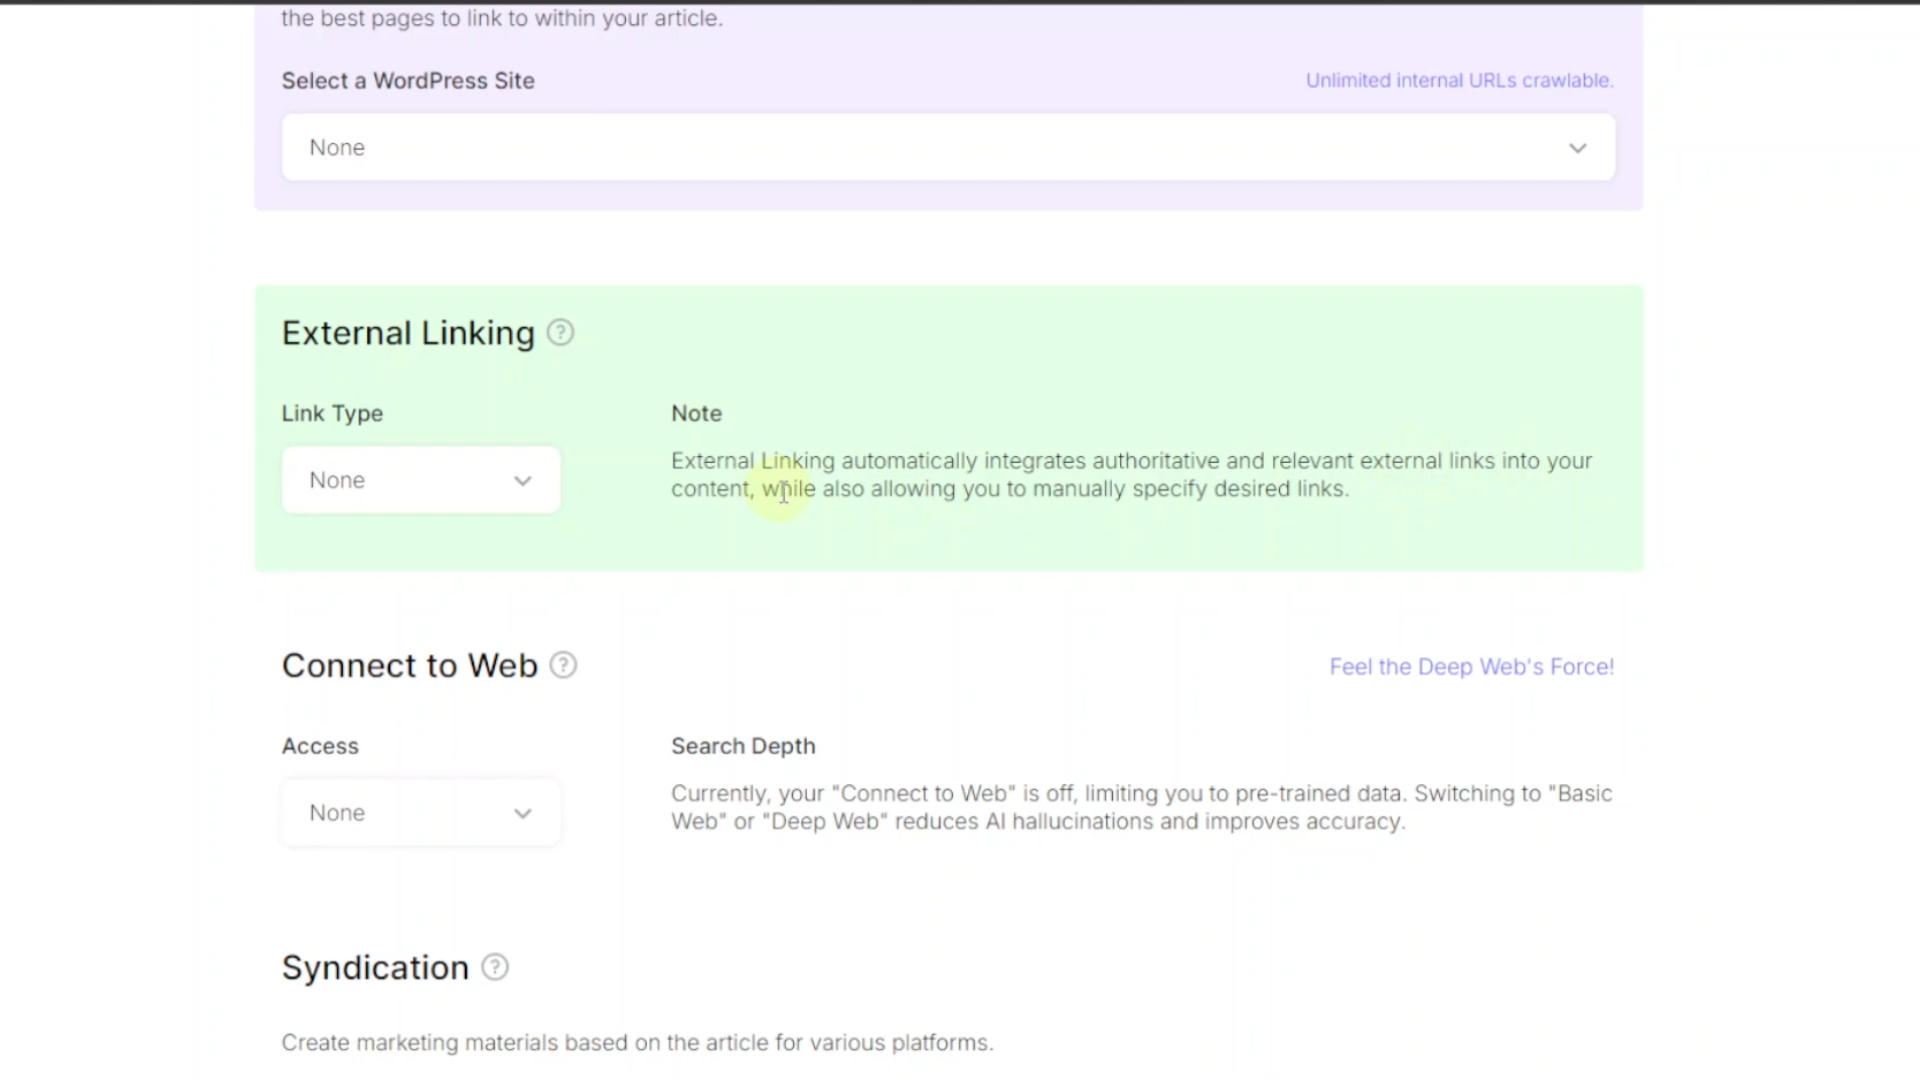 the best pages to link to within your article.
Select a WordPress Site
Unlimited internal URLs crawlable.
None
External Linking ?
Link Type
Note
None
External Linking automatically integrates authoritative and relevant external links into your
content, while also allowing you to manually specify desired links.
Connect to Web ?
Feel the Deep Web's Force!
Access
Search Depth
None
Currently, your "Connect to Web" is off, limiting you to pre-trained data. Switching to "Basic
Web" or "Deep Web" reduces AI hallucinations and improves accuracy.
Syndication ?
Create marketing materials based on the article for various platforms.